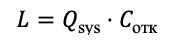 L = Q_sys · C_отк